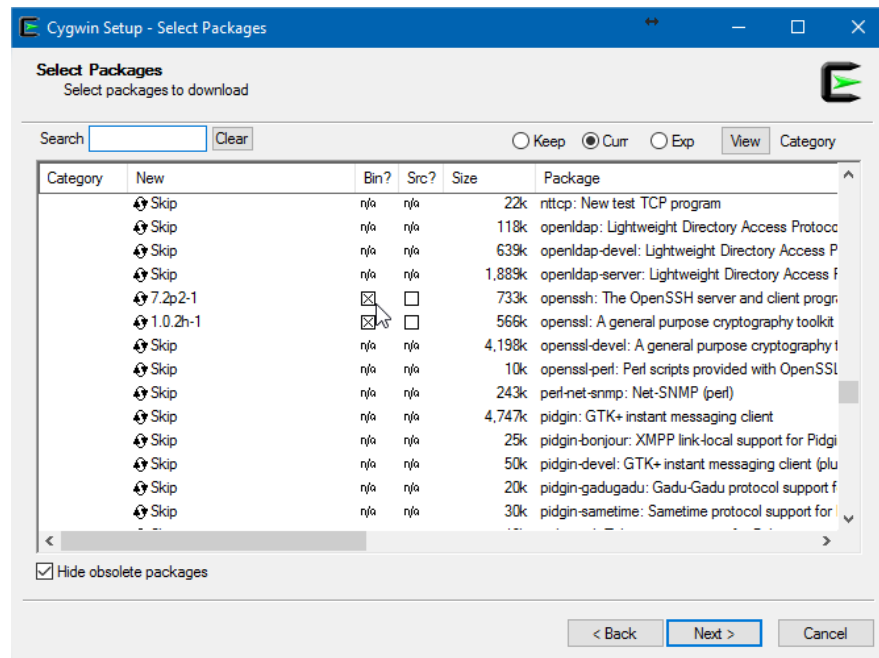 Cygwin Setup - Select Packages
Select Packages
Select packages to download
Search Clear Keep Curr Exp View Category
Category New Bin? Src? Size Package
Skip n/a n/a 22k nttcp: New test TCP program
Skip n/a n/a 118k openldap: Lightweight Directory Access Protoc
Skip n/a n/a 639k openldap-devel: Lightweight Directory Access P
Skip n/a n/a 1,889k openldap-server: Lightweight Directory Access
7.2p2-1 733k openssh: The OpenSSH server and client progr
1.0.2h-1 566k openssl: A general purpose cryptography toolkit
Skip n/a n/a 4,198k openssl-devel: A general purpose cryptography
Skip n/a n/a 10k openssl-perl: Perl scripts provided with OpenSSL
Skip n/a n/a 243k perl-net-snmp: Net-SNMP (perl)
Skip n/a n/a 4,747k pidgin: GTK+ instant messaging client
Skip n/a n/a 25k pidgin-bonjour: XMPP link-local support for Pidgi
Skip n/a n/a 50k pidgin-devel: GTK+ instant messaging client (plu
Skip n/a n/a 20k pidgin-gadugadu: Gadu-Gadu protocol support f
Skip n/a n/a 30k pidgin-sametime: Sametime protocol support for
Hide obsolete packages
< Back Next > Cancel